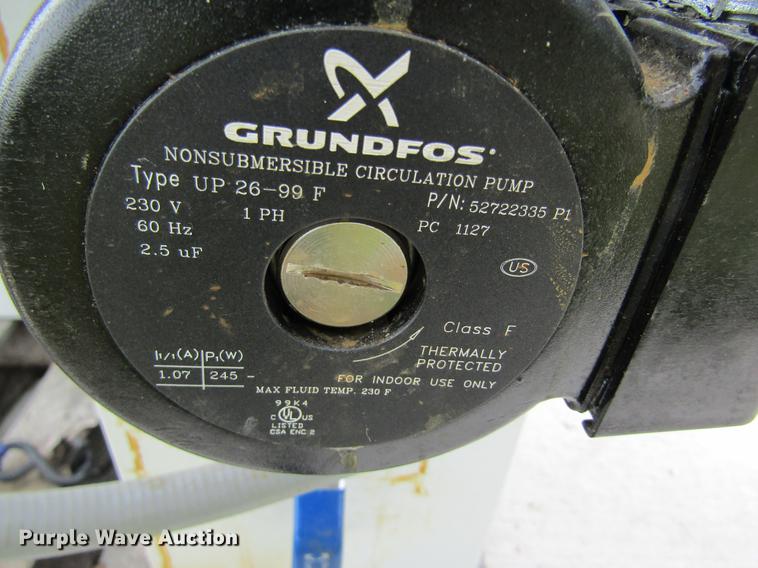 GRUNDFOS
NONSUBMERSIBLE CIRCULATION PUMP
Type UP 26-99 F
P/N: 52722335 P1
230 V 1 PH
PC 1127
60 Hz
2.5 uF
US
Class F
THERMALLY
PROTECTED
I1/1(A) P1(W)
1.07 245 -
FOR INDOOR USE ONLY
MAX FLUID TEMP. 230 F
99K4
C UL US
LISTED
CSA ENC 2
Purple Wave Auction